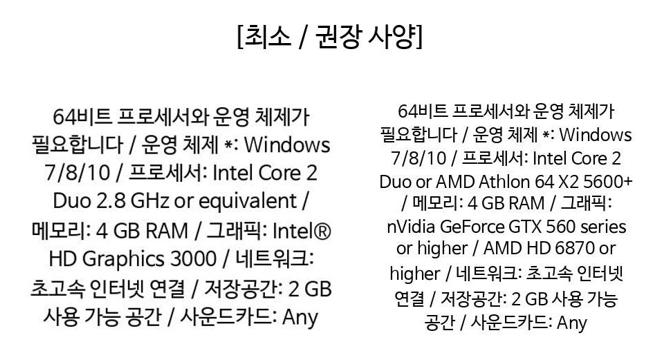 [최소 / 권장 사양]
64비트 프로세서와 운영 체제가
필요합니다 / 운영 체제 *: Windows
7/8/10 / 프로세서: Intel Core 2
Duo 2.8 GHz or equivalent /
메모리: 4 GB RAM / 그래픽: Intel®
HD Graphics 3000 / 네트워크:
초고속 인터넷 연결 / 저장공간: 2 GB
사용 가능 공간 / 사운드카드: Any
64비트 프로세서와 운영 체제가
필요합니다 / 운영 체제 *: Windows
7/8/10 / 프로세서: Intel Core 2
Duo or AMD Athlon 64 X2 5600+
/ 메모리: 4 GB RAM / 그래픽:
nVidia GeForce GTX 560 series
or higher / AMD HD 6870 or
higher / 네트워크: 초고속 인터넷
연결 / 저장공간: 2 GB 사용 가능
공간 / 사운드카드: Any